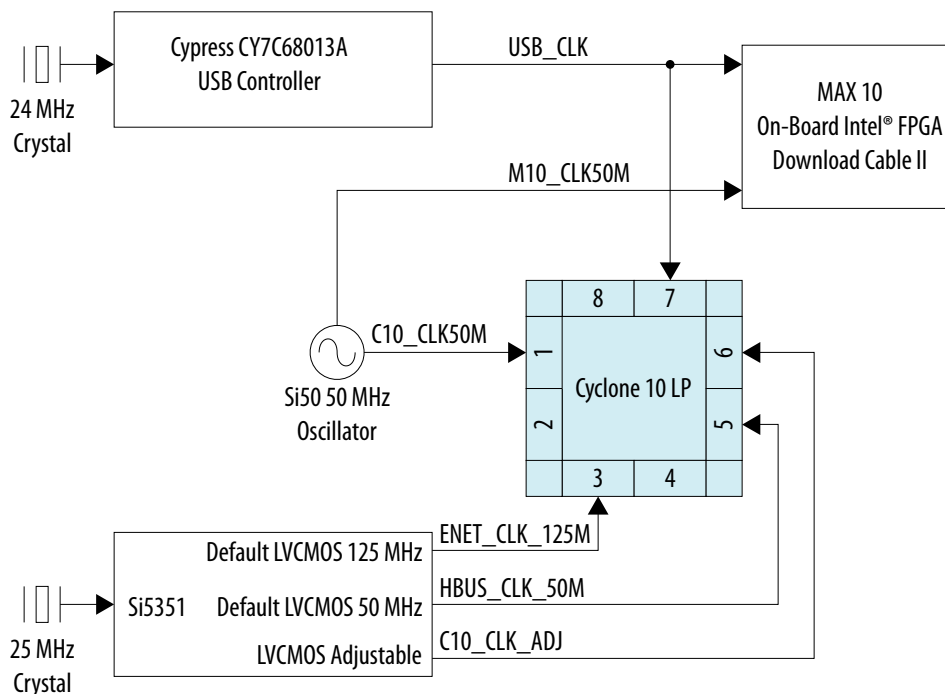 Cypress CY7C68013A
USB Controller
24 MHz
Crystal
USB_CLK
MAX 10
On-Board Intel® FPGA
Download Cable II
M10_CLK50M
8
7
C10_CLK50M
1
6
Cyclone 10 LP
Si50 50 MHz
Oscillator
2
5
3
4
ENET_CLK_125M
Default LVCMOS 125 MHz
HBUS_CLK_50M
Si5351
Default LVCMOS 50 MHz
C10_CLK_ADJ
LVCMOS Adjustable
25 MHz
Crystal